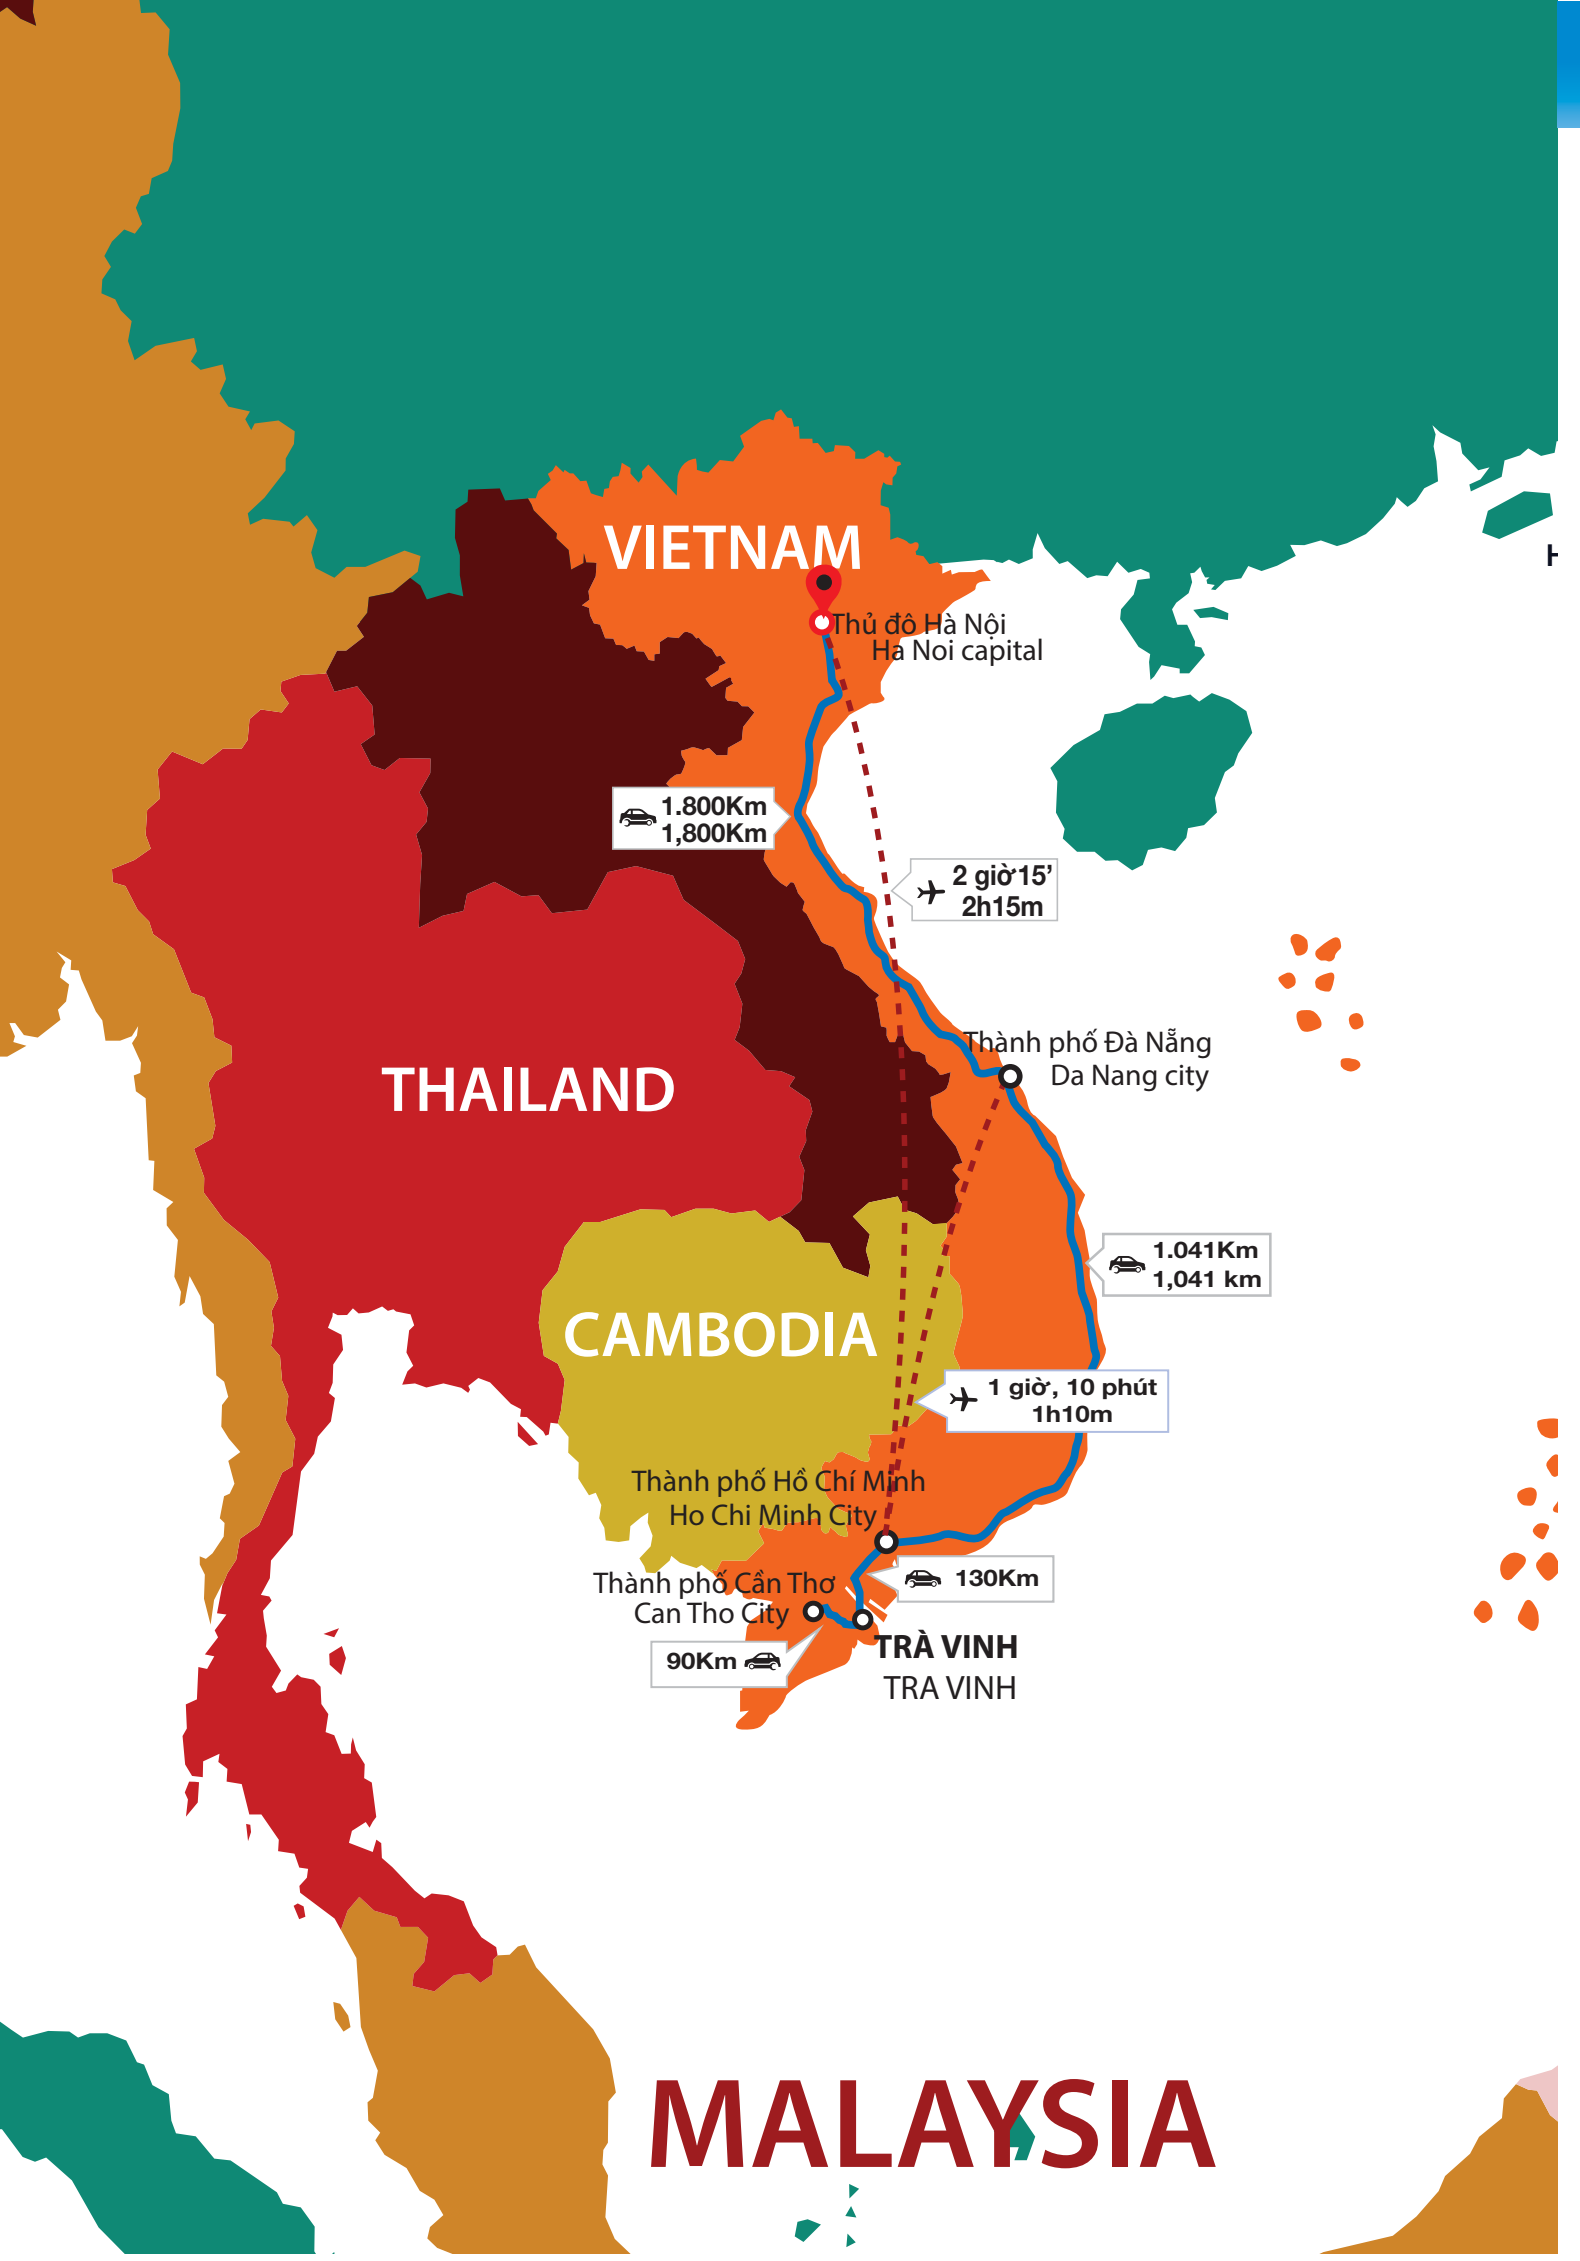 VIETNAM
H
Thủ đô Hà Nội
Ha Noi capital
1.800Km
1,800Km
2 giờ 15’
2h15m
Thành phố Đà Nẵng
Da Nang city
THAILAND
1.041Km
1,041 km
CAMBODIA
1 giờ, 10 phút
1h10m
Thành phố Hồ Chí Minh
Ho Chi Minh City
130Km
Thành phố Cần Thơ
Can Tho City
90Km
TRÀ VINH
TRA VINH
MALAYSIA